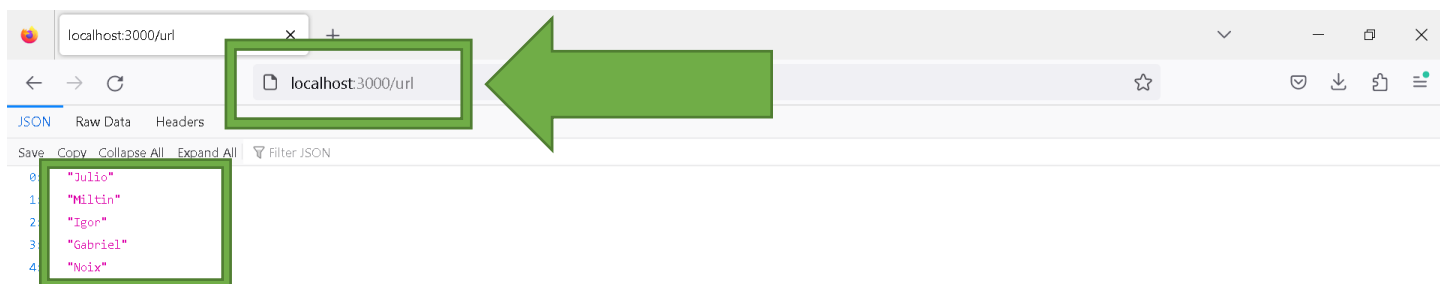 localhost:3000/url
localhost:3000/url
JSON Raw Data Headers
Save Copy Collapse All Expand All Filter JSON
0: "Julio"
1: "Miltin"
2: "Igor"
3: "Gabriel"
4: "Noix"